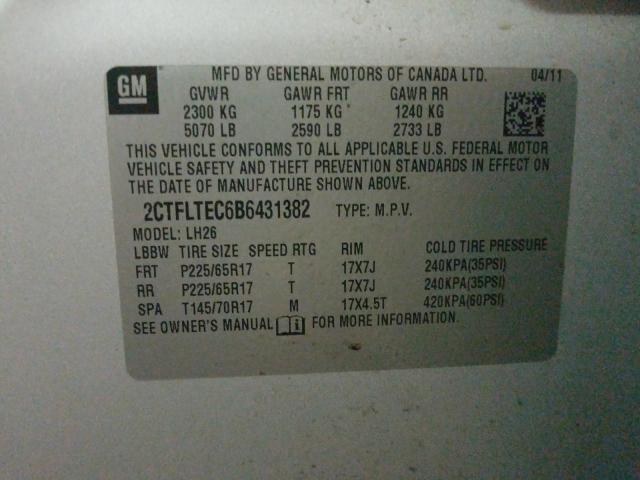 GM MFD BY GENERAL MOTORS OF CANADA LTD. 04/11
GVWR GAWR FRT GAWR RR
2300 KG 1175 KG 1240 KG
5070 LB 2590 LB 2733 LB
THIS VEHICLE CONFORMS TO ALL APPLICABLE U.S. FEDERAL MOTOR
VEHICLE SAFETY AND THEFT PREVENTION STANDARDS IN EFFECT ON
THE DATE OF MANUFACTURE SHOWN ABOVE.
2CTFLTEC6B6431382 TYPE: M.P.V.
MODEL: LH26
LBBW TIRE SIZE SPEED RTG RIM COLD TIRE PRESSURE
FRT P225/65R17 T 17X7J 240KPA(35PSI)
RR P225/65R17 T 17X7J 240KPA(35PSI)
SPA T145/70R17 M 17X4.5T 420KPA(60PSI)
SEE OWNER'S MANUAL FOR MORE INFORMATION.